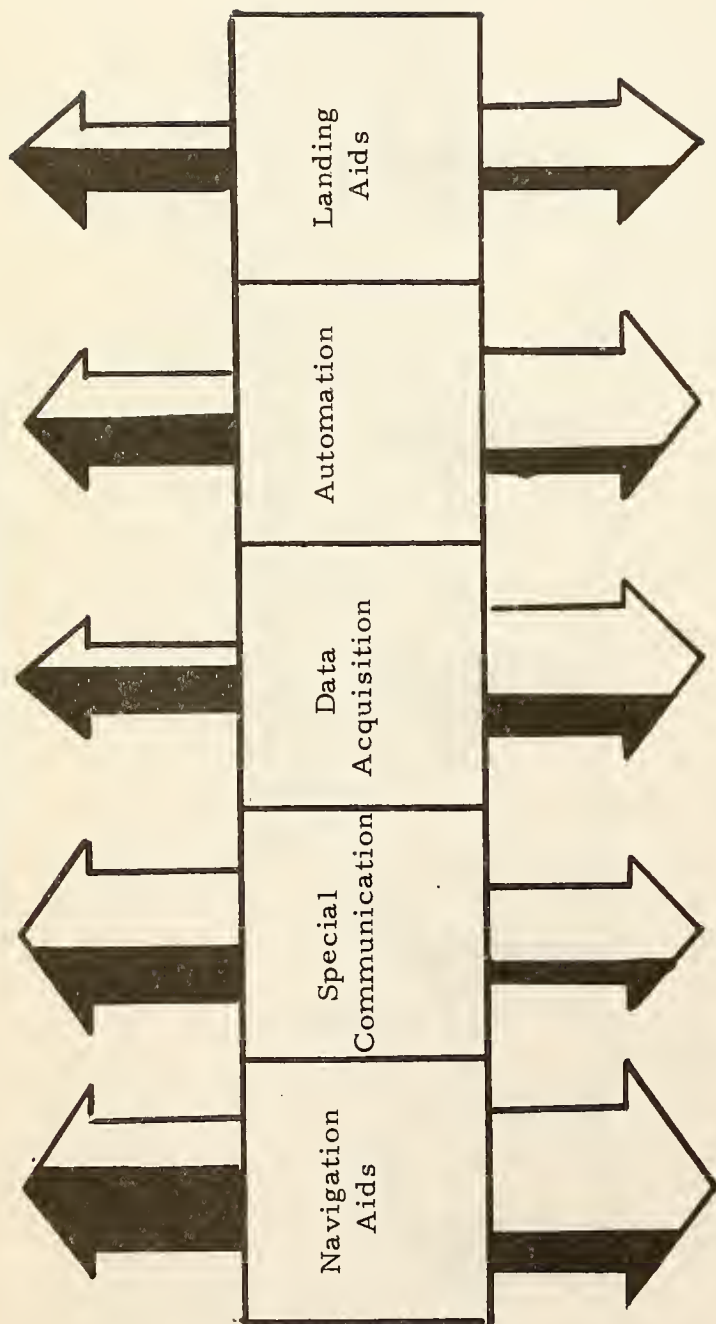 Navigation
Aids
Special
Communication
Data
Acquisition
Automation
Landing
Aids